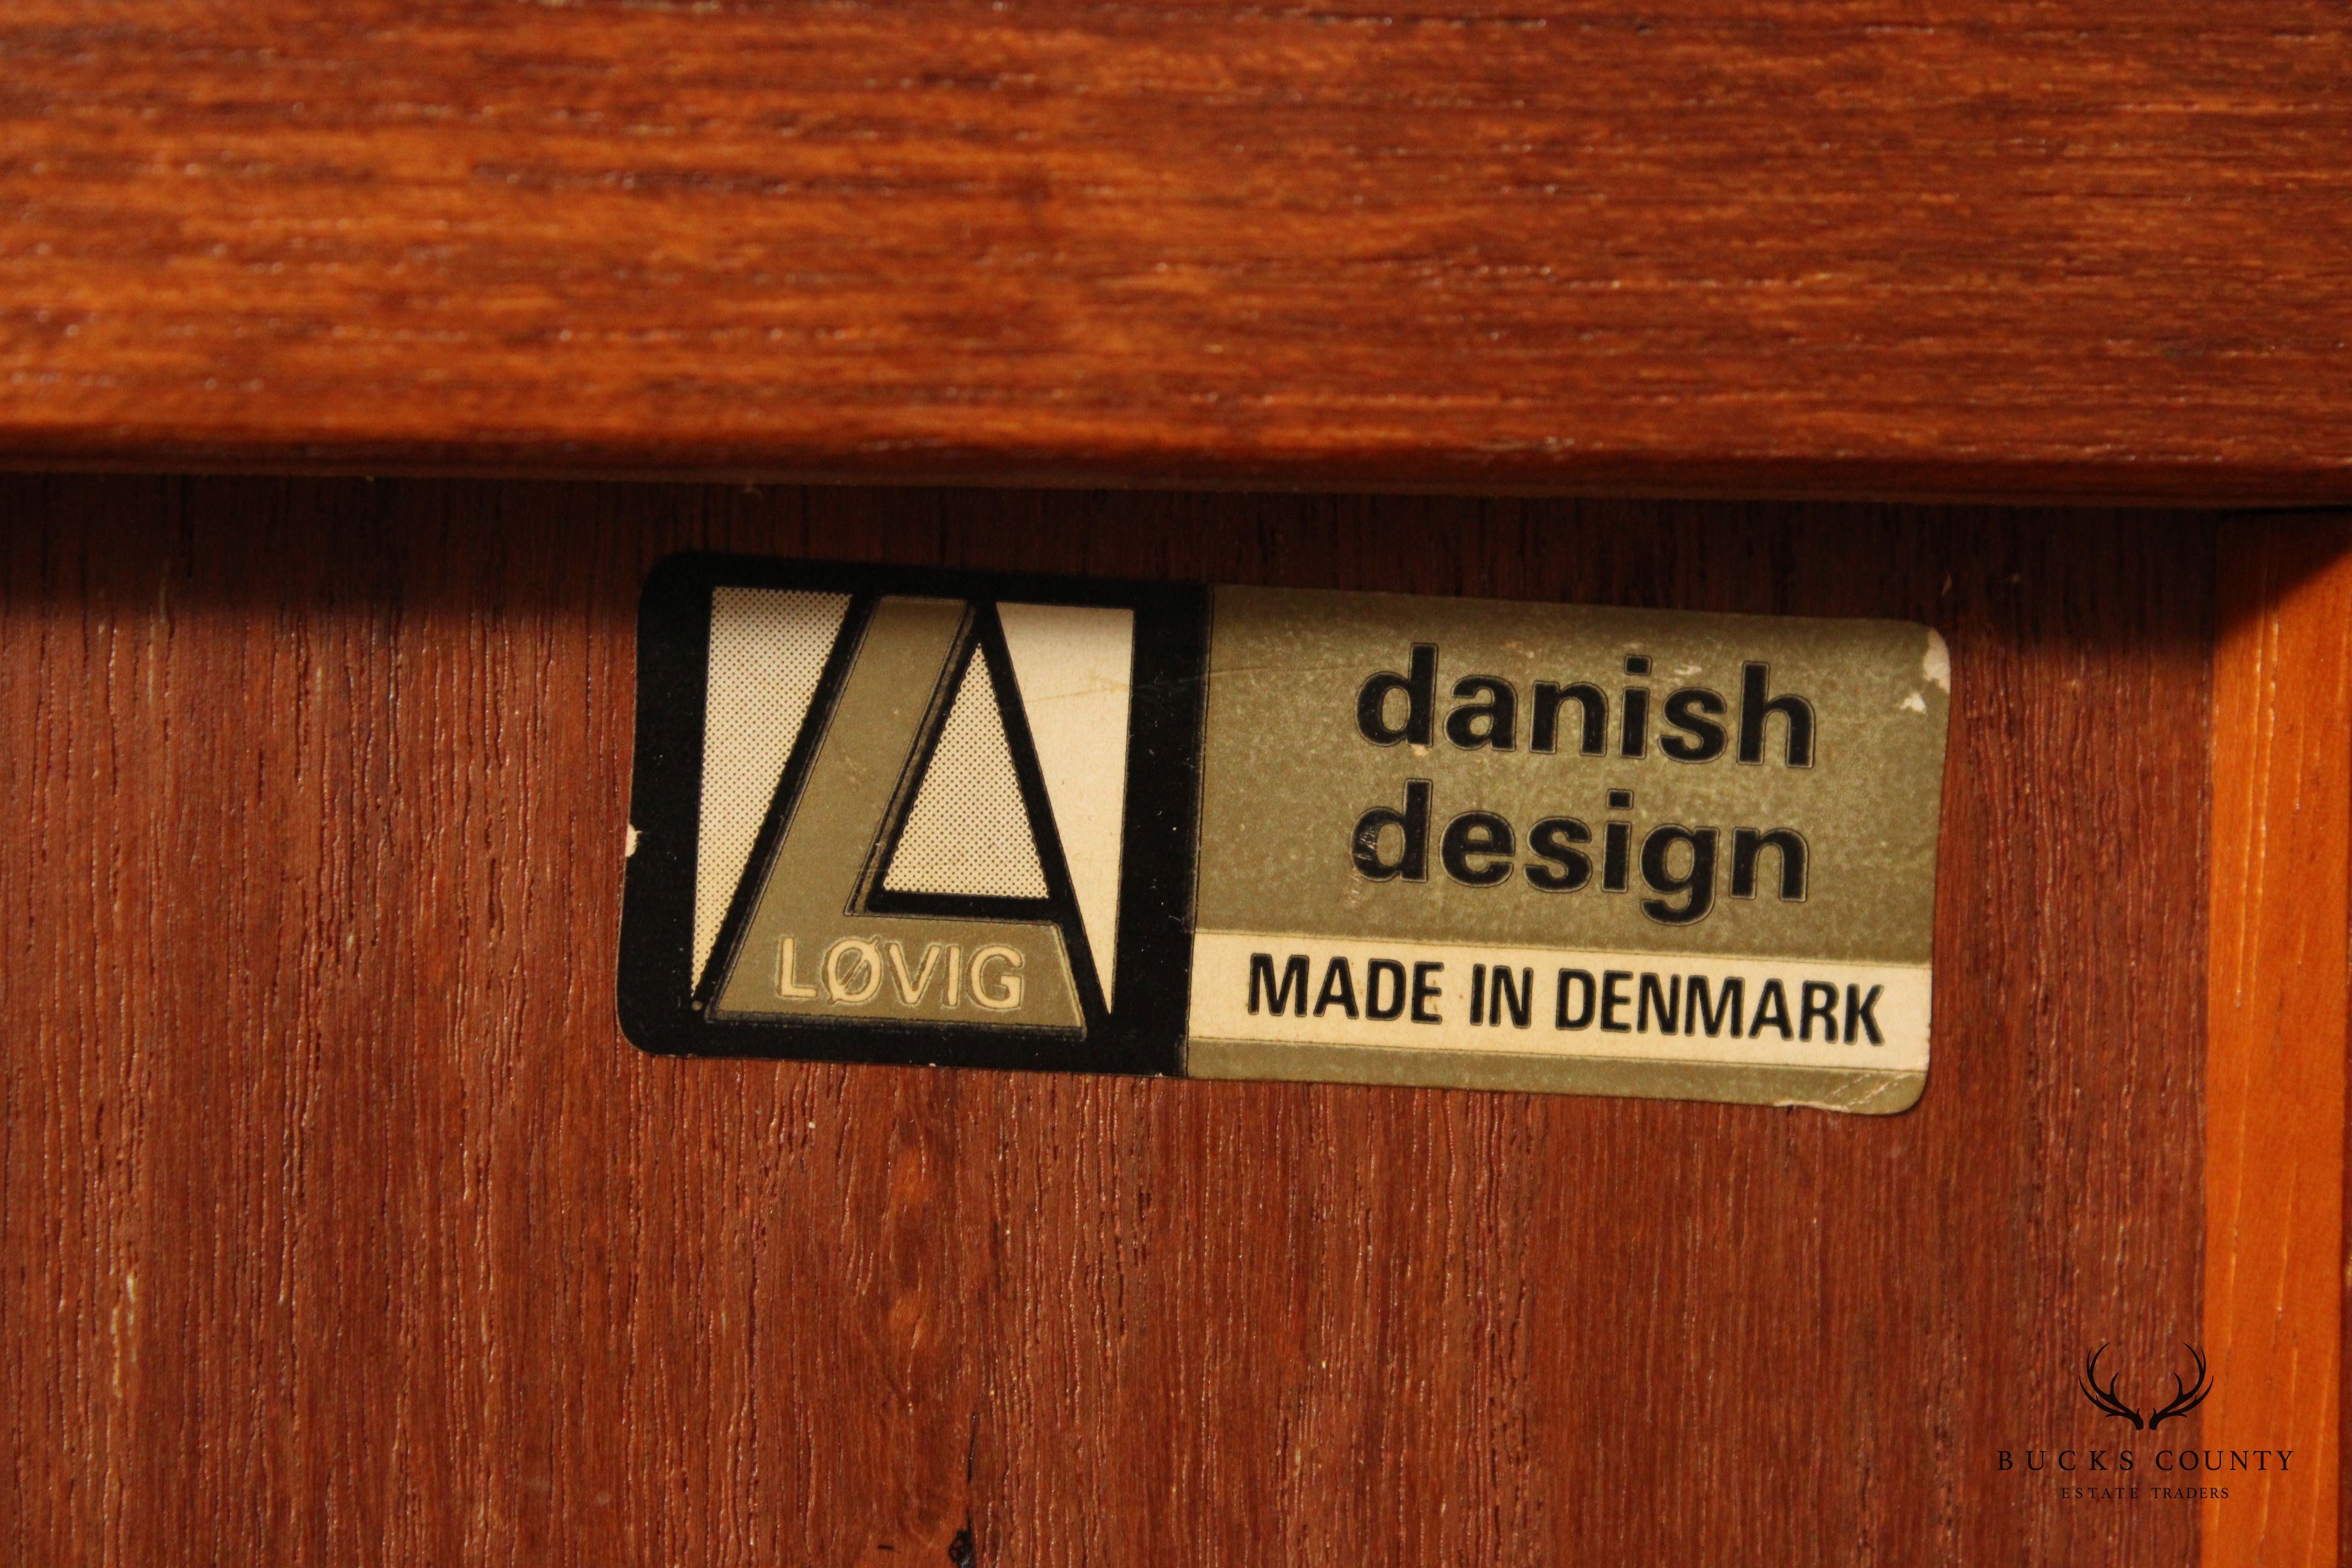 LØVIG
danish
design
MADE IN DENMARK
BUCKS COUNTY
ESTATE TRADERS